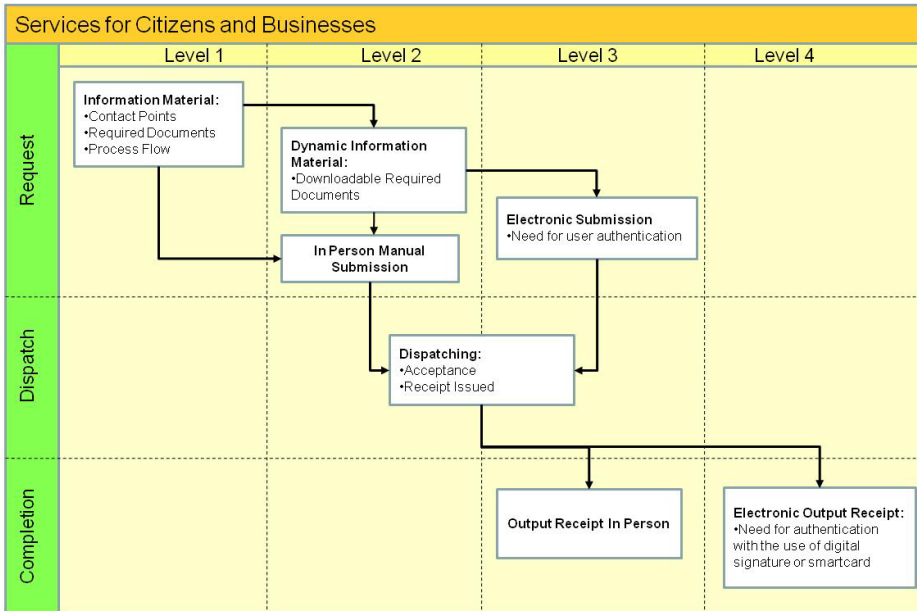 Services for Citizens and Businesses
Level 1
Level 2
Level 3
Level 4
Request
Information Material:
•Contact Points
•Required Documents
•Process Flow
Dynamic Information
Material:
•Downloadable Required
Documents
Electronic Submission
•Need for user authentication
In Person Manual
Submission
Dispatch
Dispatching:
•Acceptance
•Receipt Issued
Completion
Output Receipt In Person
Electronic Output Receipt:
•Need for authentication
with the use of digital
signature or smartcard